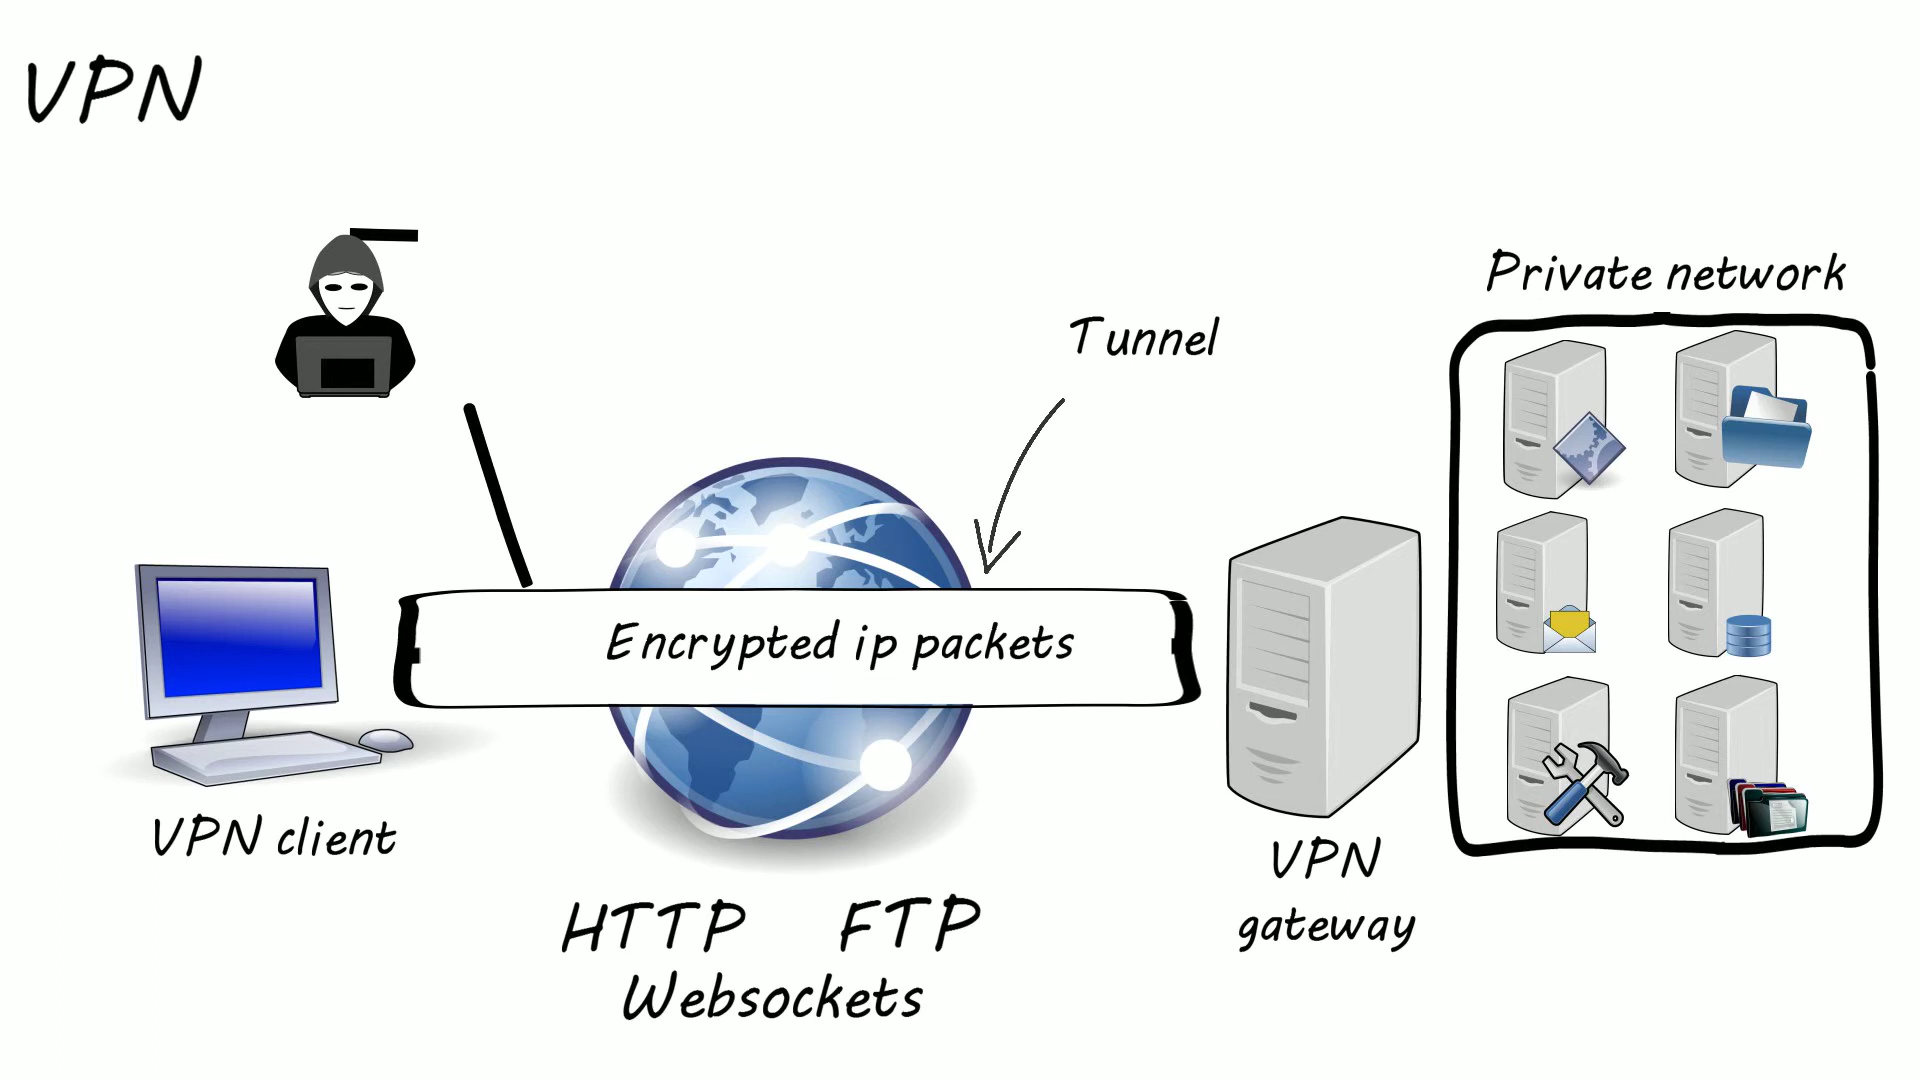 VPN
Private network
Tunnel
Encrypted ip packets
VPN client
VPN
gateway
HTTP FTP
Websockets